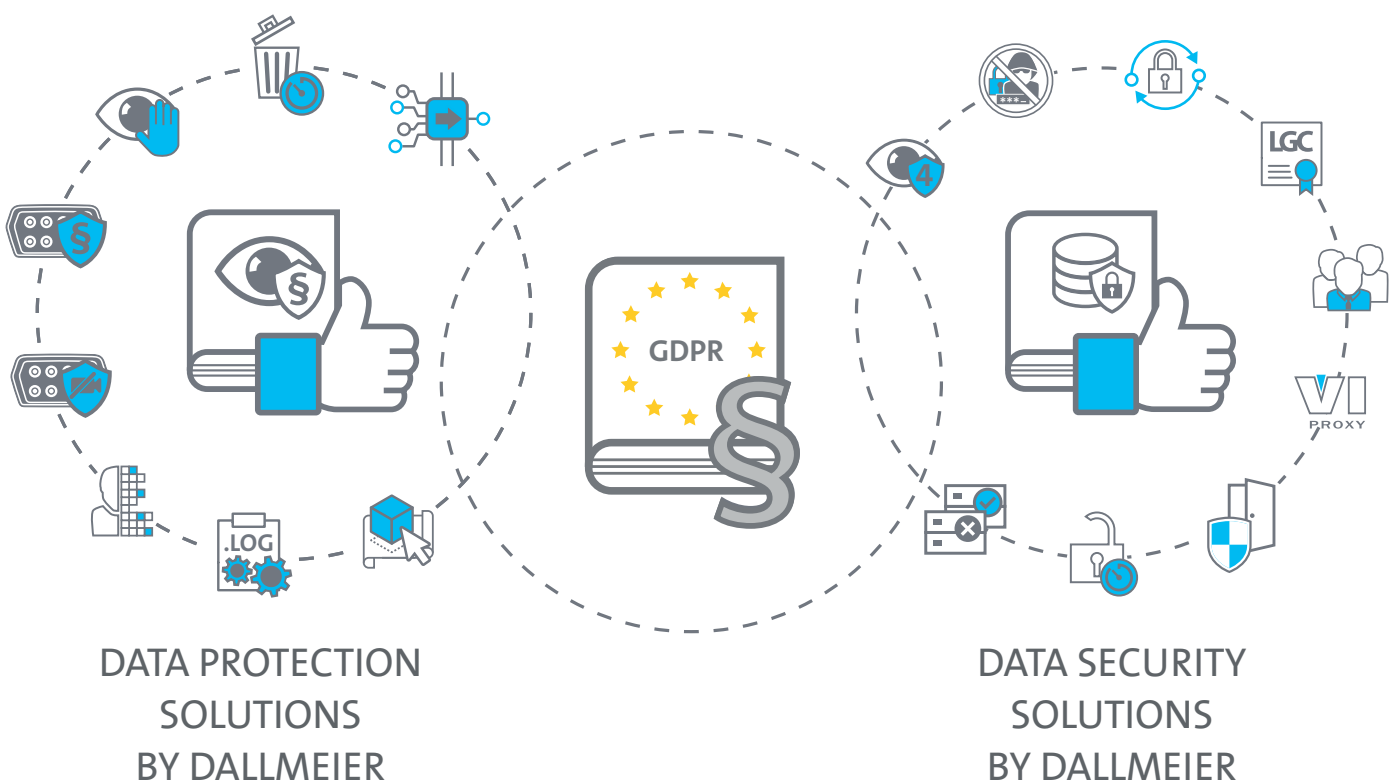 LGC
4
***_
§
§
GDPR
§
VI
PROXY
.LOG
DATA PROTECTION
SOLUTIONS
BY DALLMEIER
DATA SECURITY
SOLUTIONS
BY DALLMEIER